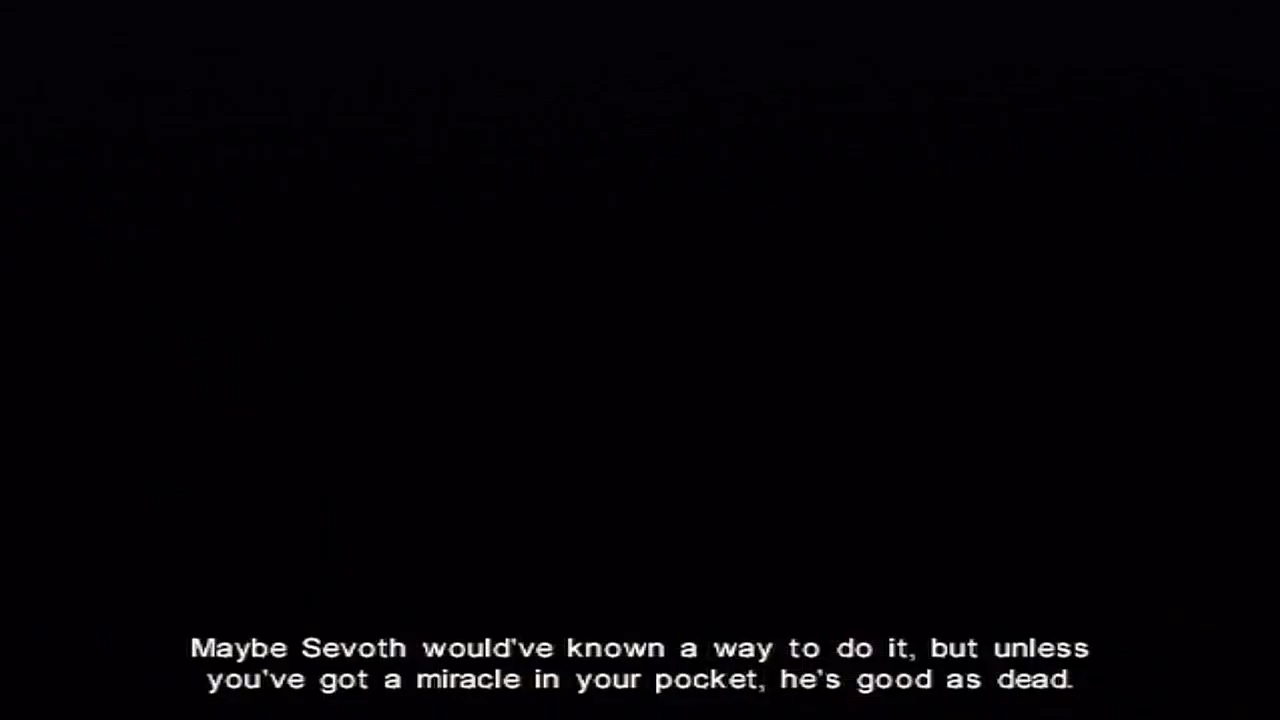 Maybe Sevoth would've known a way to do it, but unless
you've got a miracle in your pocket, he's good as dead.